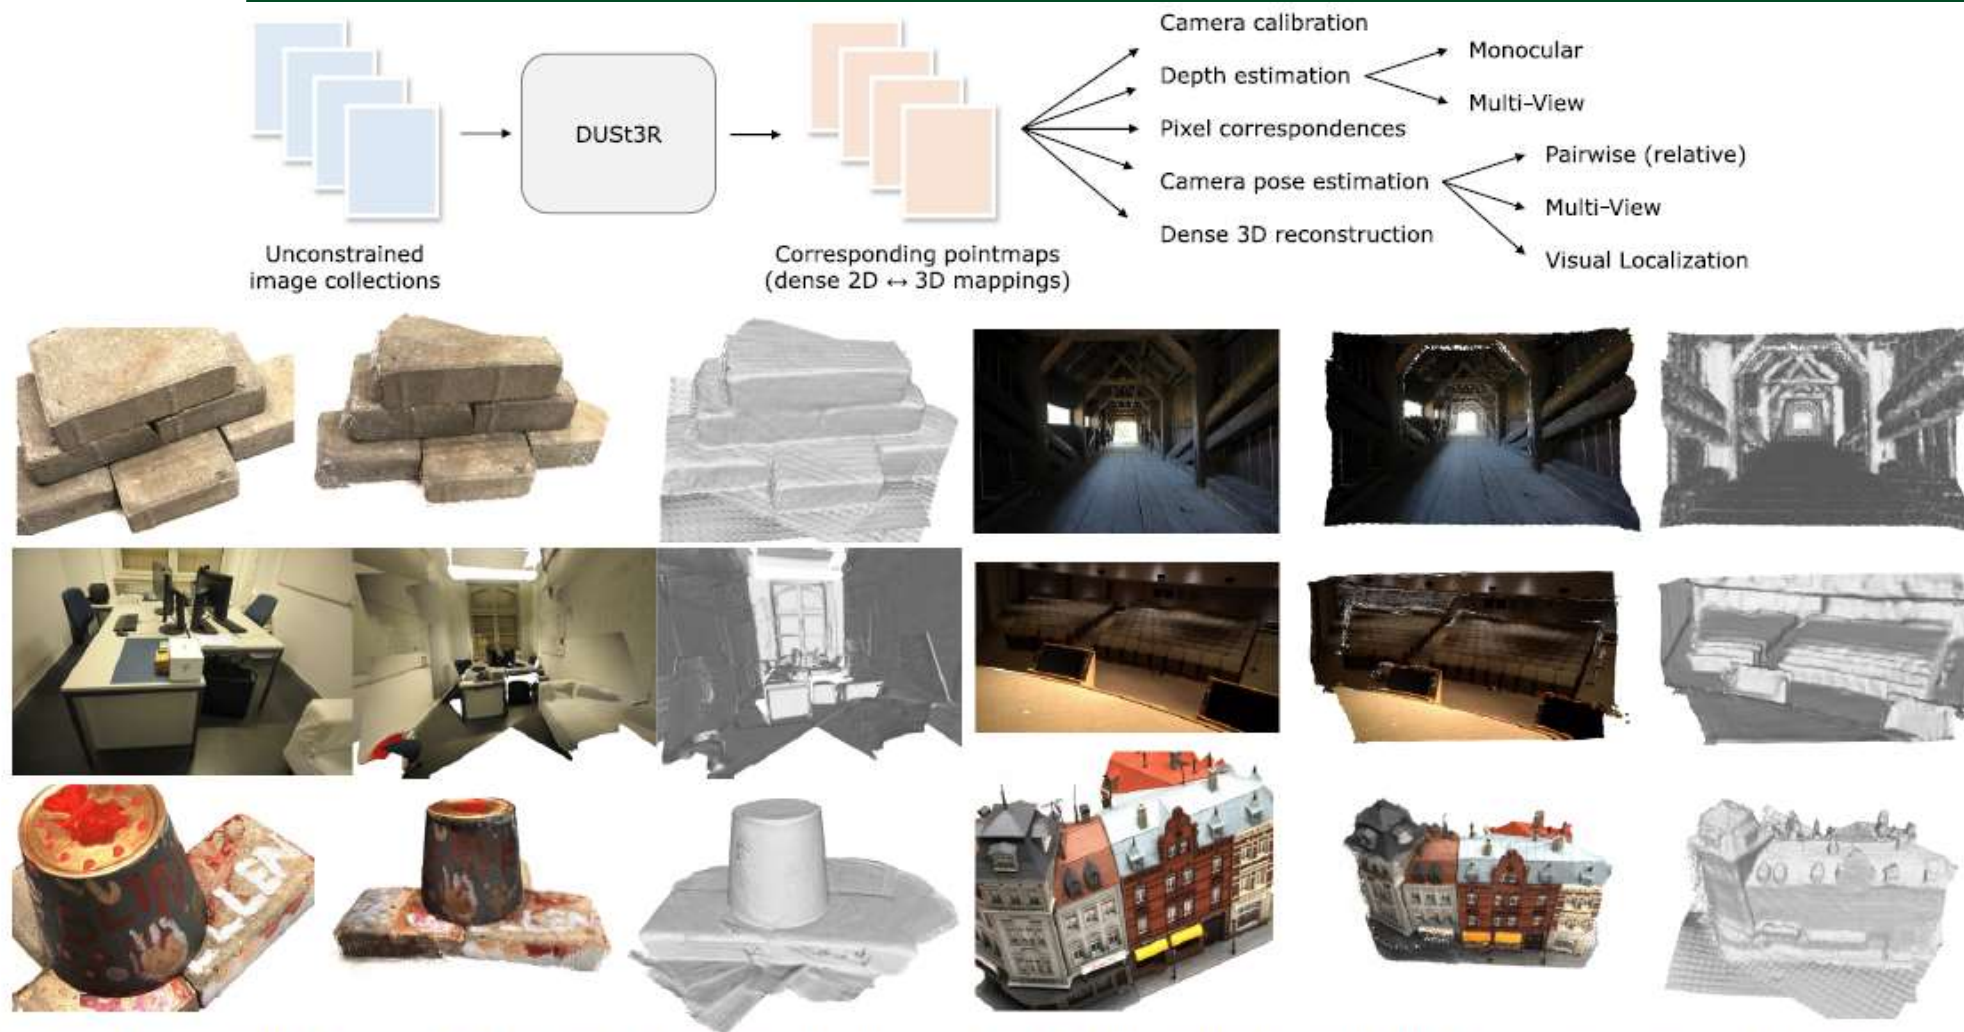 Unconstrained
image collections
DUSt3R
Corresponding pointmaps
(dense 2D ↔ 3D mappings)
Camera calibration
Depth estimation
Monocular
Multi-View
Pixel correspondences
Camera pose estimation
Pairwise (relative)
Multi-View
Visual Localization
Dense 3D reconstruction